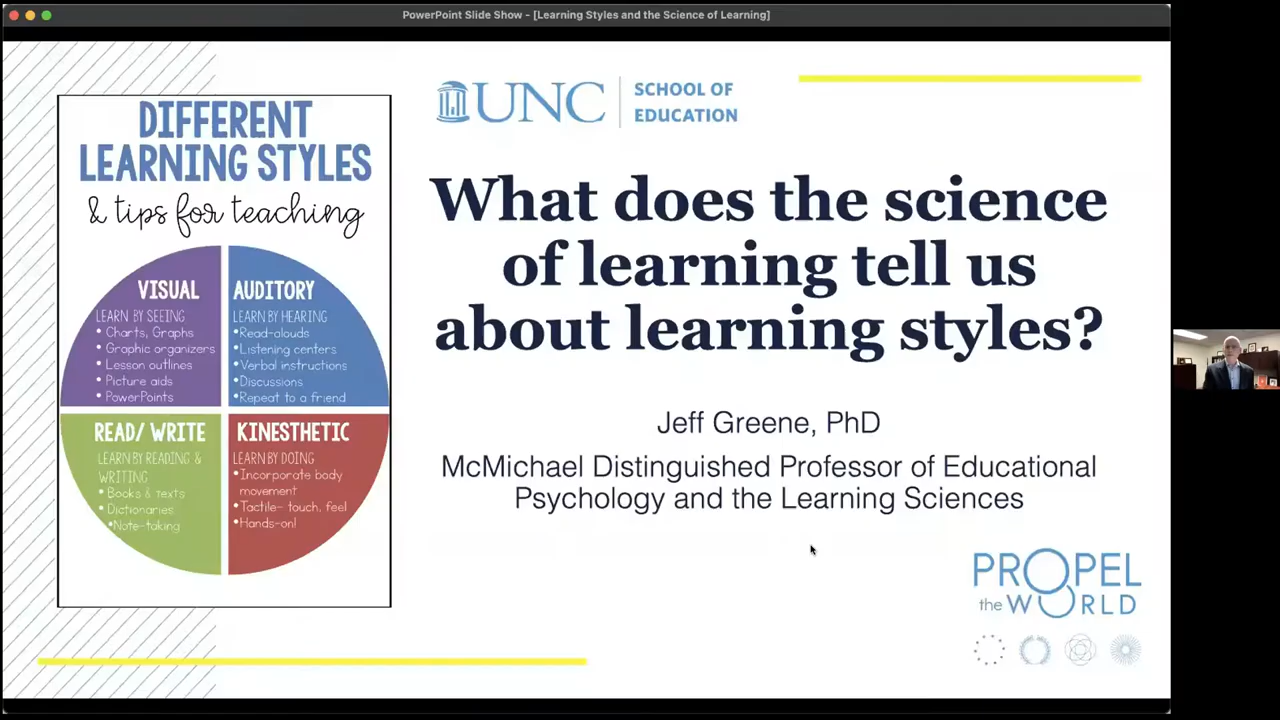 PowerPoint Slide Show - [Learning Styles and the Science of Learning]
DIFFERENT
LEARNING STYLES
& tips for teaching
VISUAL
LEARN BY SEEING
• Charts, Graphs
• Graphic organizers
• Lesson outlines
• Picture aids
• PowerPoints
AUDITORY
LEARN BY HEARING
• Read-alouds
• Listening centers
• Verbal instructions
• Discussions
• Repeat to a friend
READ/ WRITE
LEARN BY READING &
WRITING
• Books & texts
• Dictionaries
• Note-taking
KINESTHETIC
LEARN BY DOING
• Incorporate body
movement
• Tactile- touch, feel
• Hands-on!
UNC
SCHOOL OF
EDUCATION
What does the science
of learning tell us
about learning styles?
Jeff Greene, PhD
McMichael Distinguished Professor of Educational
Psychology and the Learning Sciences
PROPEL
the WORLD